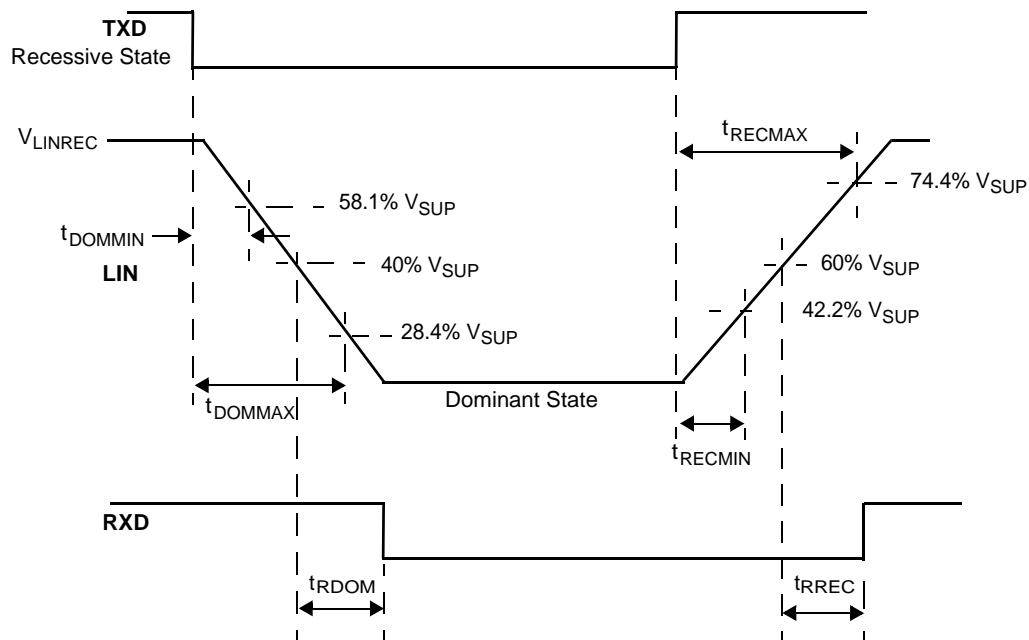 TXD
Recessive State
VLINREC
tRECMAX
74.4% VSUP
58.1% VSUP
tDOMMIN
LIN
40% VSUP
60% VSUP
42.2% VSUP
28.4% VSUP
Dominant State
tDOMMAX
tRECMIN
RXD
tRDOM
tRREC